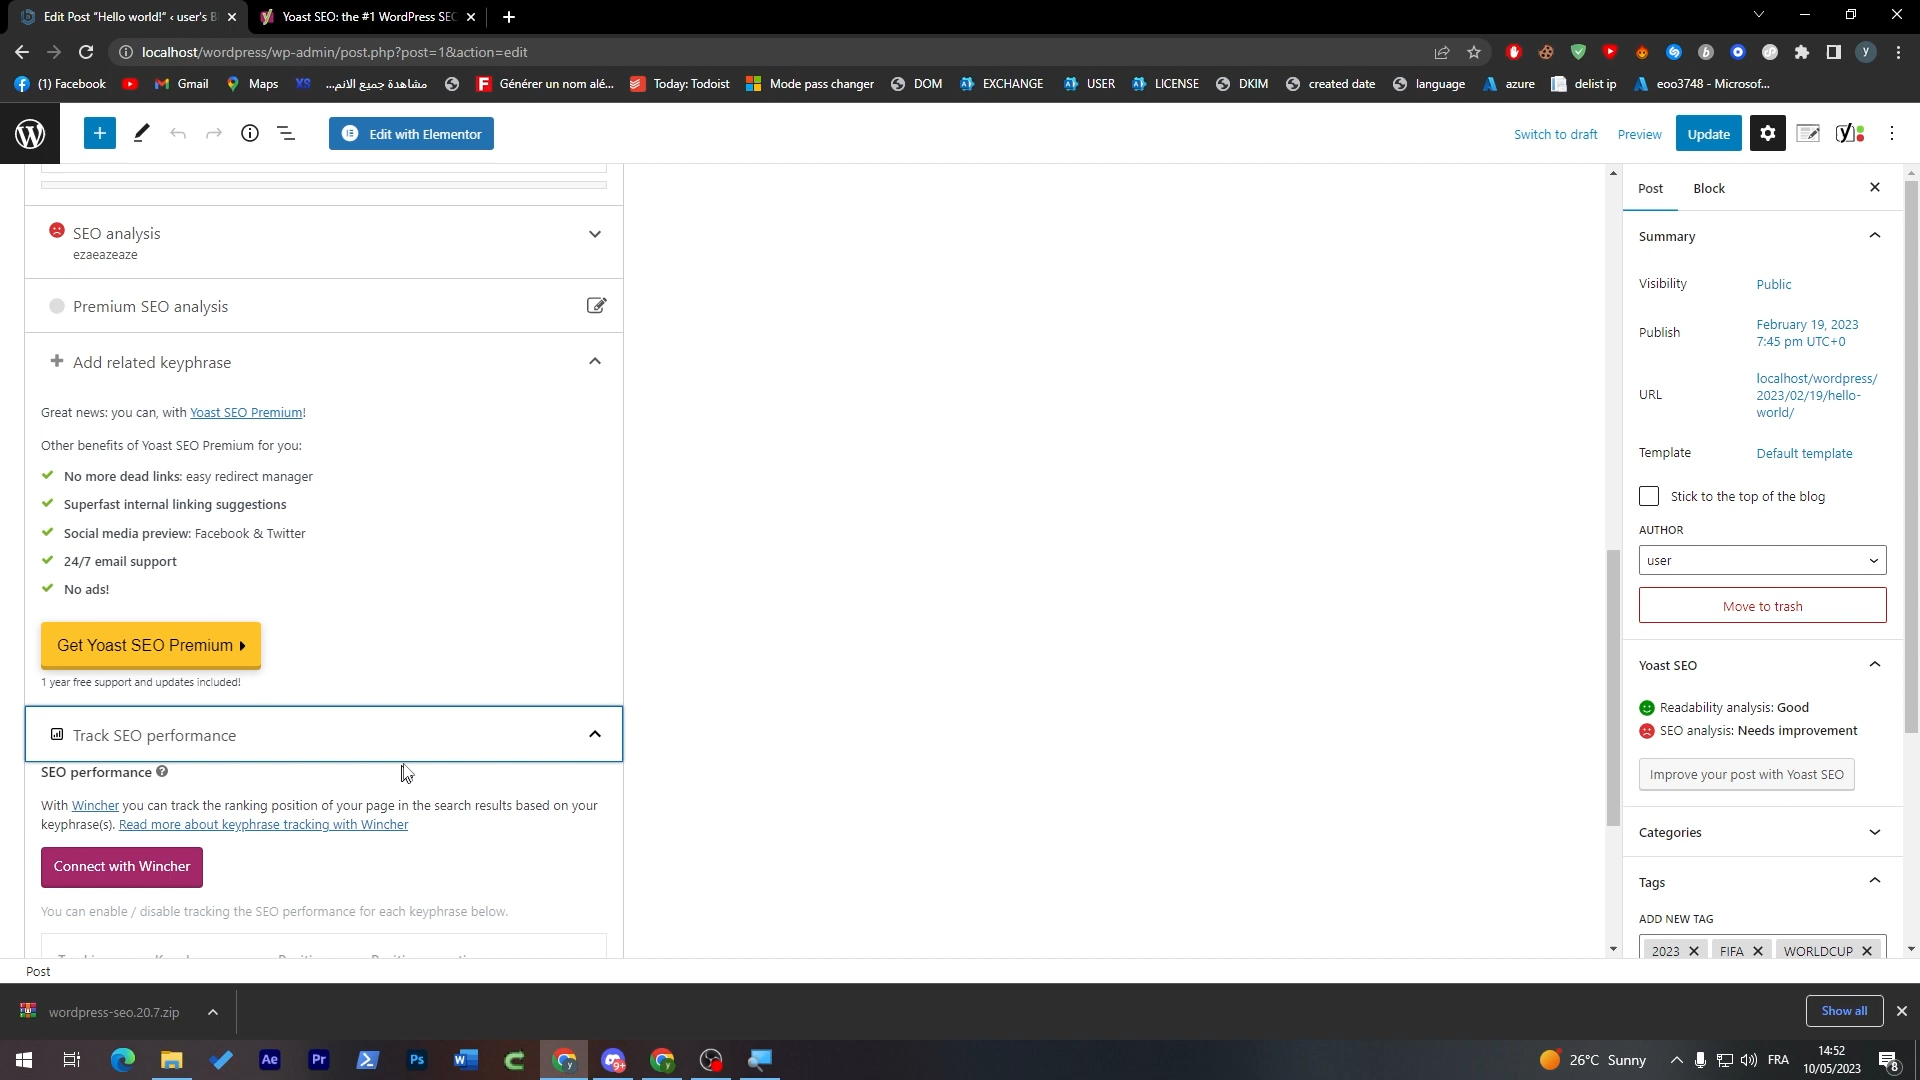 Edit Post "Hello world!" ‹ user's B
Yoast SEO: the #1 WordPress SEO
localhost/wordpress/wp-admin/post.php?post=1&action=edit
(1) Facebook
Gmail
Maps
XS
مشاهدة جميع الانم...
Générer un nom alé...
Today: Todoist
Mode pass changer
DOM
EXCHANGE
USER
LICENSE
DKIM
created date
language
azure
delist ip
eoo3748 - Microsof...
Edit with Elementor
Switch to draft
Preview
Update
SEO analysis
ezaeazeaze
Premium SEO analysis
Add related keyphrase
Great news: you can, with Yoast SEO Premium!
Other benefits of Yoast SEO Premium for you:
No more dead links: easy redirect manager
Superfast internal linking suggestions
Social media preview: Facebook & Twitter
24/7 email support
No ads!
Get Yoast SEO Premium
1 year free support and updates included!
Track SEO performance
SEO performance
With Wincher you can track the ranking position of your page in the search results based on your
keyphrase(s). Read more about keyphrase tracking with Wincher
Connect with Wincher
You can enable / disable tracking the SEO performance for each keyphrase below.
Post
Block
Summary
Visibility
Public
Publish
February 19, 2023
7:45 pm UTC+0
URL
localhost/wordpress/
2023/02/19/hello-
world/
Template
Default template
Stick to the top of the blog
AUTHOR
user
Move to trash
Yoast SEO
Readability analysis: Good
SEO analysis: Needs improvement
Improve your post with Yoast SEO
Categories
Tags
ADD NEW TAG
2023
FIFA
WORLDCUP
Post
wordpress-seo.20.7.zip
Show all
26°C Sunny
FRA
14:52
10/05/2023
8